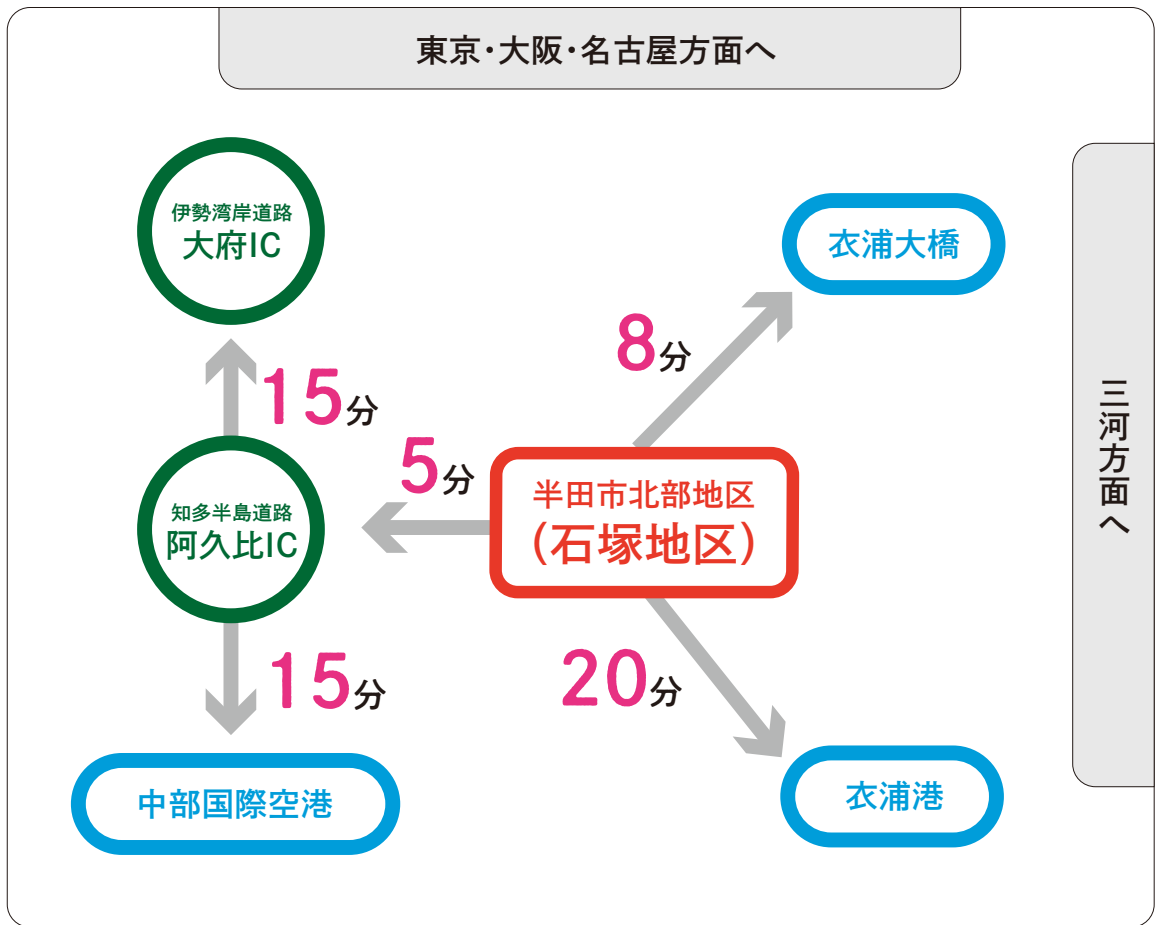 東京・大阪・名古屋方面へ
伊勢湾岸道路
大府IC
衣浦大橋
8分
15分
三河方面へ
5分
半田市北部地区
(石塚地区)
知多半島道路
阿久比IC
15分
20分
中部国際空港
衣浦港